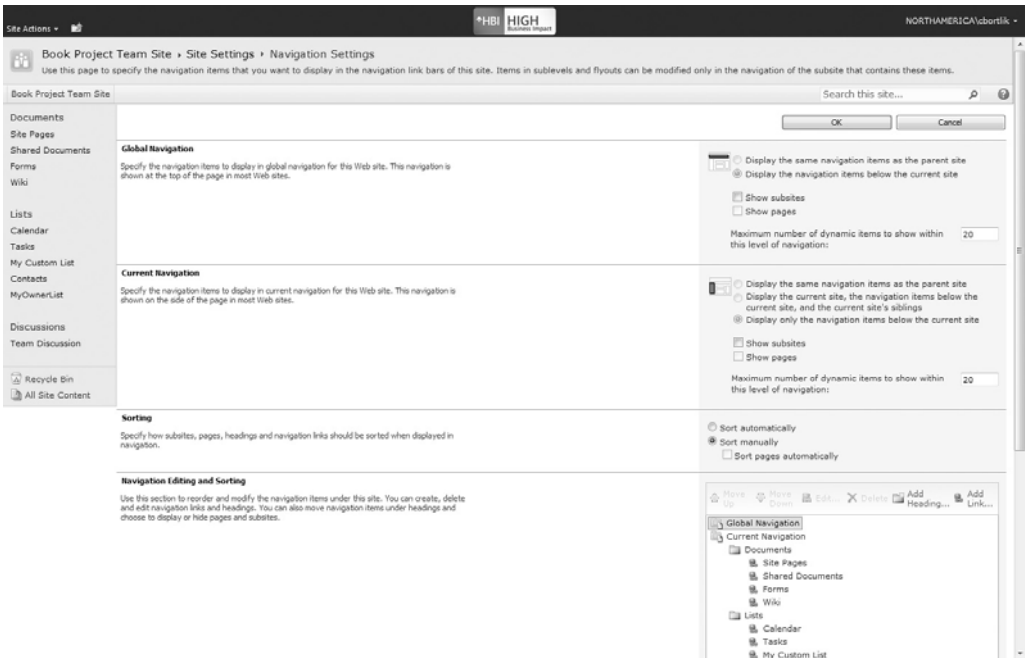 Site Actions
*HBI HIGH
Business Impact
NORTHAMERICA\cbortlik
Book Project Team Site › Site Settings › Navigation Settings
Use this page to specify the navigation items that you want to display in the navigation link bars of this site. Items in sublevels and flyouts can be modified only in the navigation of the subsite that contains these items.
Book Project Team Site
Search this site...
Documents
Site Pages
Shared Documents
Forms
Wiki
Lists
Calendar
Tasks
My Custom List
Contacts
MyOwnerList
Discussions
Team Discussion
Recycle Bin
All Site Content
OK Cancel
Global Navigation
Specify the navigation items to display in global navigation for this Web site. This navigation is
shown at the top of the page in most Web sites.
Display the same navigation items as the parent site
Display the navigation items below the current site
Show subsites
Show pages
Maximum number of dynamic items to show within
this level of navigation:
20
Current Navigation
Specify the navigation items to display in current navigation for this Web site. This navigation is
shown on the side of the page in most Web sites.
Display the same navigation items as the parent site
Display the current site, the navigation items below the
current site, and the current site's siblings
Display only the navigation items below the current site
Show subsites
Show pages
Maximum number of dynamic items to show within
this level of navigation:
20
Sorting
Specify how subsites, pages, headings and navigation links should be sorted when displayed in
navigation.
Sort automatically
Sort manually
Sort pages automatically
Navigation Editing and Sorting
Use this section to reorder and modify the navigation items under this site. You can create, delete
and edit navigation links and headings. You can also move navigation items under headings and
choose to display or hide pages and subsites.
Move Up Move Down Edit... Delete Add Heading... Add Link...
Global Navigation
Current Navigation
Documents
Site Pages
Shared Documents
Forms
Wiki
Lists
Calendar
Tasks
My Custom List